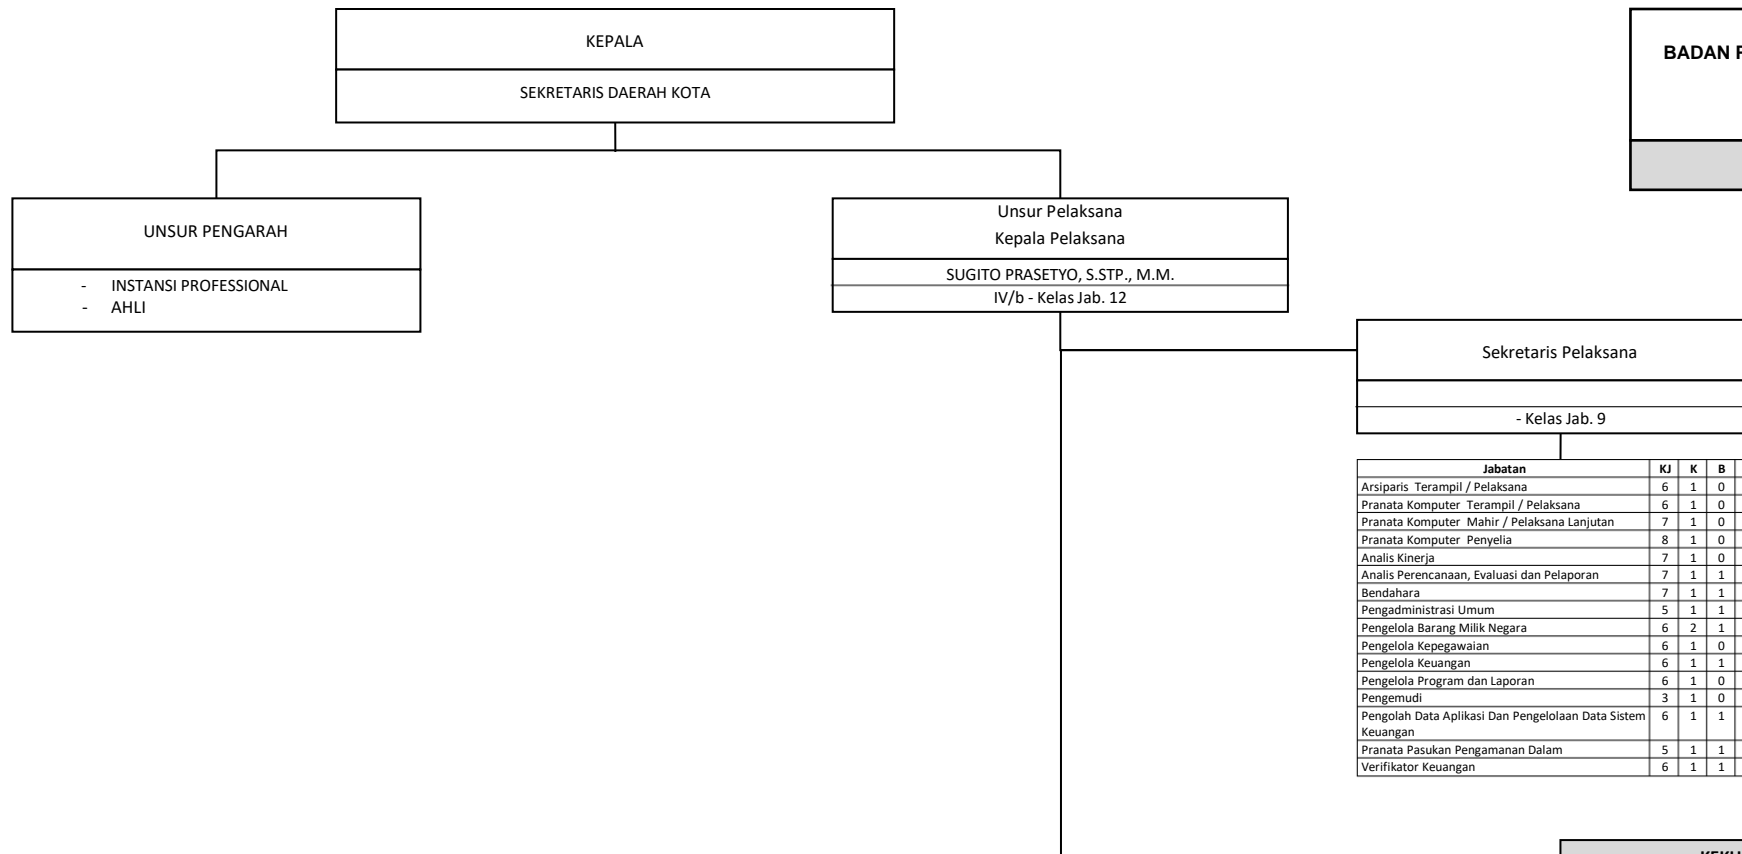 KEPALA
SEKRETARIS DAERAH KOTA
BADAN
UNSUR PENGARAH
- INSTANSI PROFESSIONAL
- AHLI
Unsur Pelaksana
Kepala Pelaksana
SUGITO PRASETYO, S.STP., M.M.
IV/b - Kelas Jab. 12
Sekretaris Pelaksana
- Kelas Jab. 9
Jabatan KJ K B
Arsiparis Terampil / Pelaksana 6 1 0
Pranata Komputer Terampil / Pelaksana 6 1 0
Pranata Komputer Mahir / Pelaksana Lanjutan 7 1 0
Pranata Komputer Penyelia 8 1 0
Analis Kinerja 7 1 0
Analis Perencanaan, Evaluasi dan Pelaporan 7 1 1
Bendahara 7 1 1
Pengadministrasi Umum 5 1 1
Pengelola Barang Milik Negara 6 2 1
Pengelola Kepegawaian 6 1 0
Pengelola Keuangan 6 1 1
Pengelola Program dan Laporan 6 1 0
Pengemudi 3 1 0
Pengolah Data Aplikasi Dan Pengelolaan Data Sistem 6 1 1
Keuangan
Pranata Pasukan Pengamanan Dalam 5 1 1
Verifikator Keuangan 6 1 1